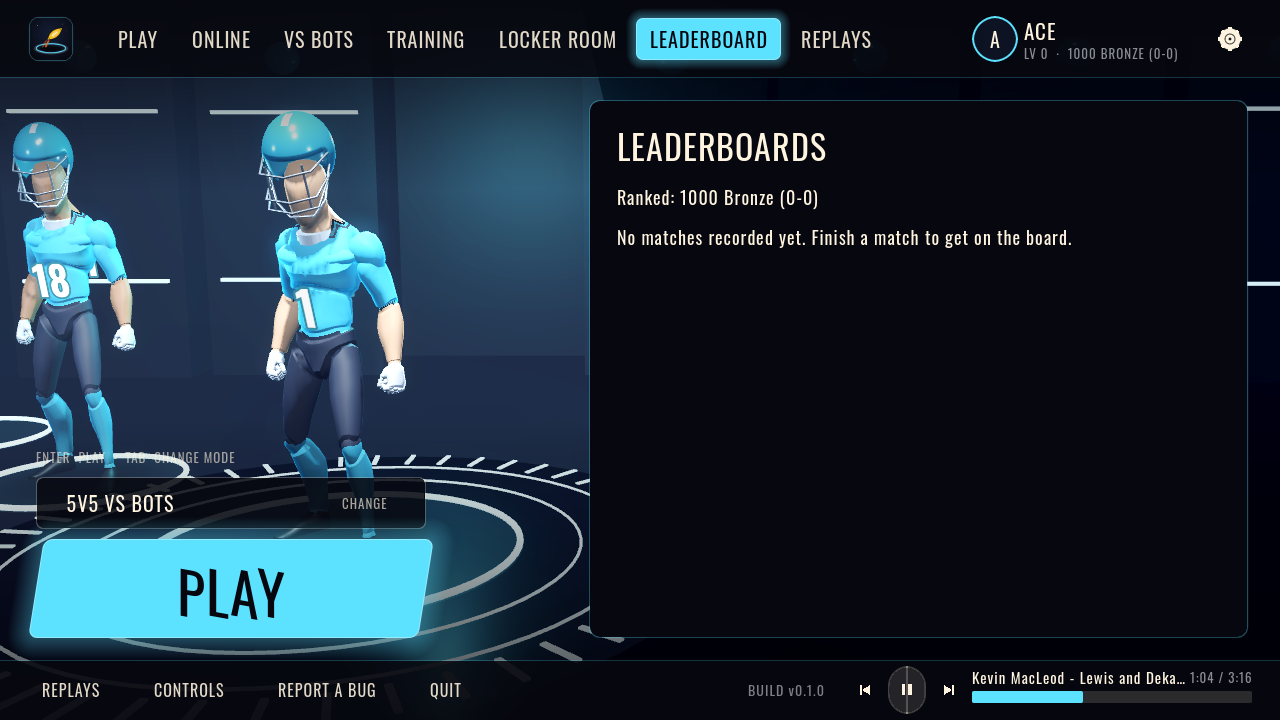 PLAY ONLINE VS BOTS TRAINING LOCKER ROOM LEADERBOARD REPLAYS
A ACE
LV 0 · 1000 BRONZE (0-0)
LEADERBOARDS
Ranked: 1000 Bronze (0-0)
No matches recorded yet. Finish a match to get on the board.
18
1
ENTER PLAY · TAB CHANGE MODE
5V5 VS BOTS CHANGE
PLAY
REPLAYS CONTROLS REPORT A BUG QUIT
BUILD v0.1.0
Kevin MacLeod - Lewis and Deka... 1:04 / 3:16